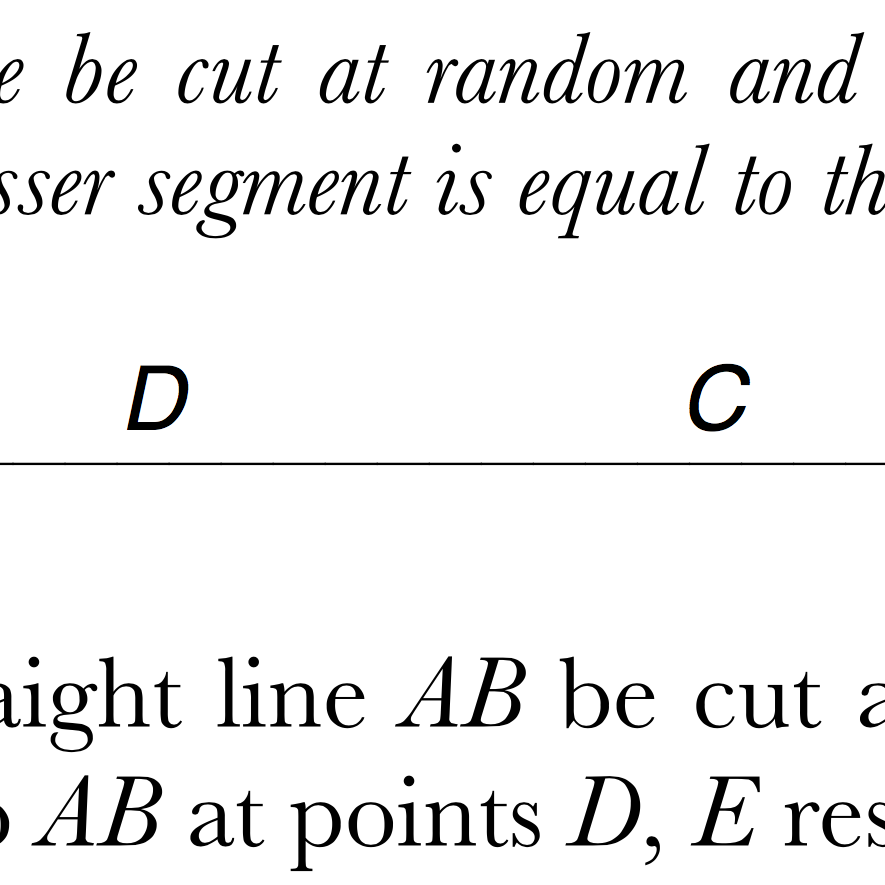 e be cut at random and
sser segment is equal to th
D C
aight line AB be cut a
o AB at points D, E res